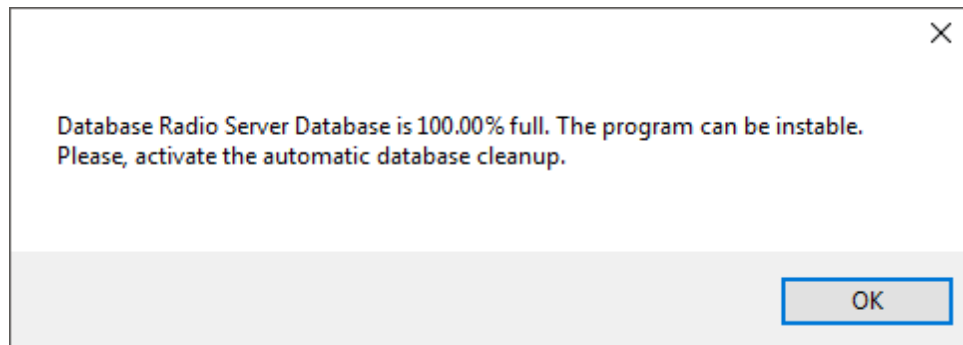 Database Radio Server Database is 100.00% full. The program can be instable.
Please, activate the automatic database cleanup.
OK